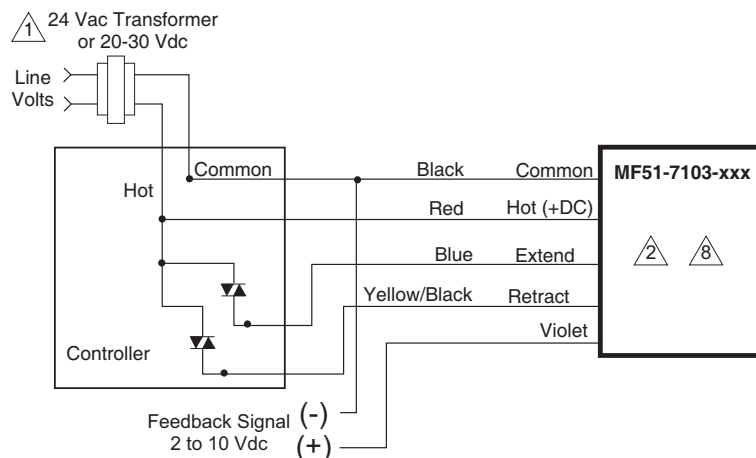 1
24 Vac Transformer
or 20-30 Vdc
Line
Volts
Common
Black
Common
MF51-7103-xxx
Hot
Red
Hot (+DC)
2
8
Blue
Extend
Yellow/Black
Retract
Violet
Controller
Feedback Signal (-)
2 to 10 Vdc (+)